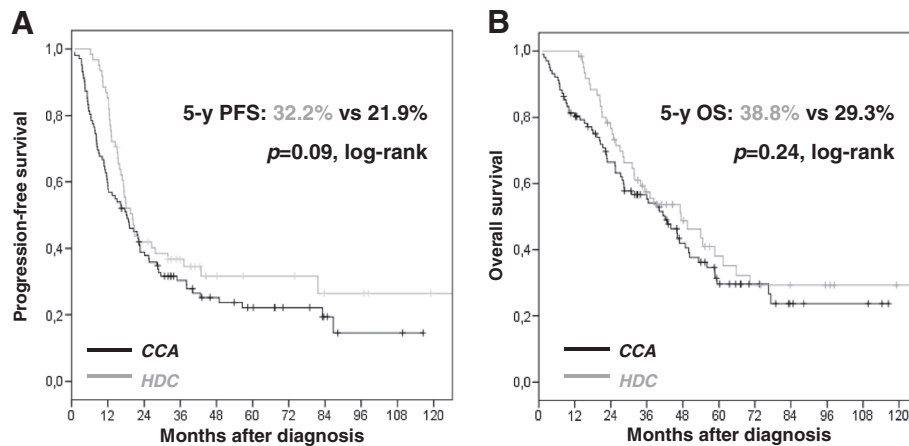 A
Progression-free survival
1,0
0,8
0,6
0,4
0,2
0,0
5-y PFS: 32.2% vs 21.9%
p=0.09, log-rank
CCA
HDC
0 12 24 36 48 60 72 84 96 108 120
Months after diagnosis
B
Overall survival
1,0
0,8
0,6
0,4
0,2
0,0
5-y OS: 38.8% vs 29.3%
p=0.24, log-rank
CCA
HDC
0 12 24 36 48 60 72 84 96 108 120
Months after diagnosis